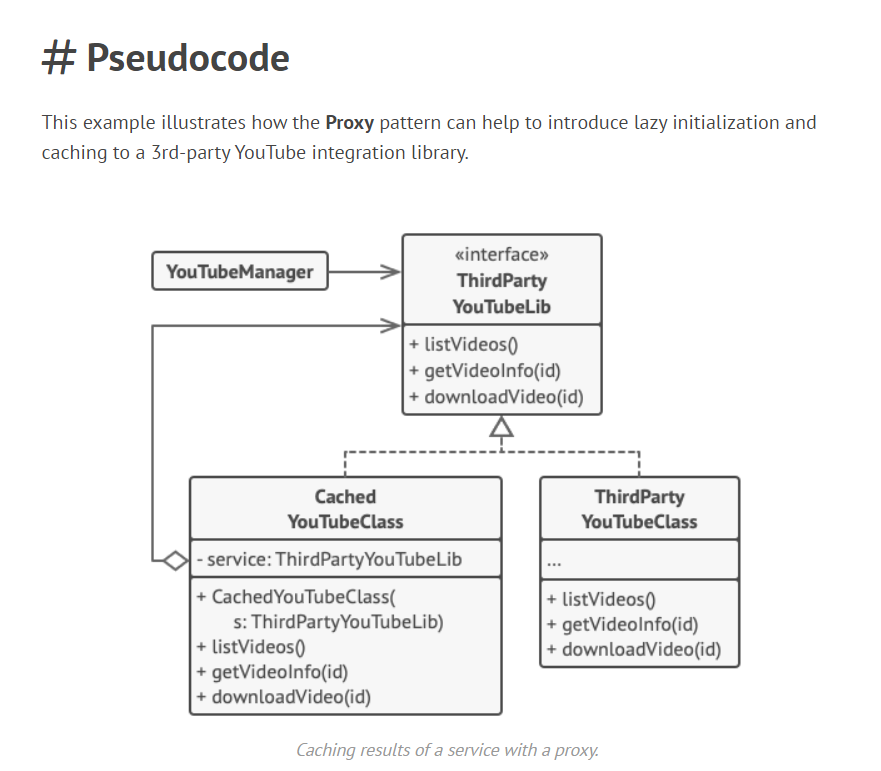 # Pseudocode
This example illustrates how the Proxy pattern can help to introduce lazy initialization and
caching to a 3rd-party YouTube integration library.
YouTubeManager
«interface»
ThirdParty
YouTubeLib
+ listVideos()
+ getVideoInfo(id)
+ downloadVideo(id)
Cached
YouTubeClass
- service: ThirdPartyYouTubeLib
+ CachedYouTubeClass(
s: ThirdPartyYouTubeLib)
+ listVideos()
+ getVideoInfo(id)
+ downloadVideo(id)
ThirdParty
YouTubeClass
...
+ listVideos()
+ getVideoInfo(id)
+ downloadVideo(id)
Caching results of a service with a proxy.